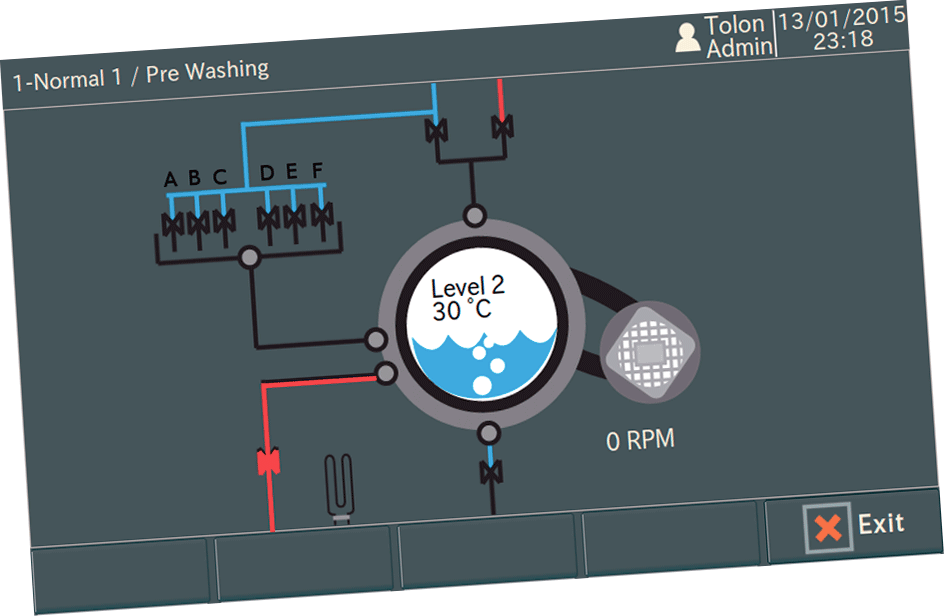 1-Normal 1 / Pre Washing
Tolon
Admin
13/01/2015
23:18
A B C D E F
Level 2
30 °C
0 RPM
Exit